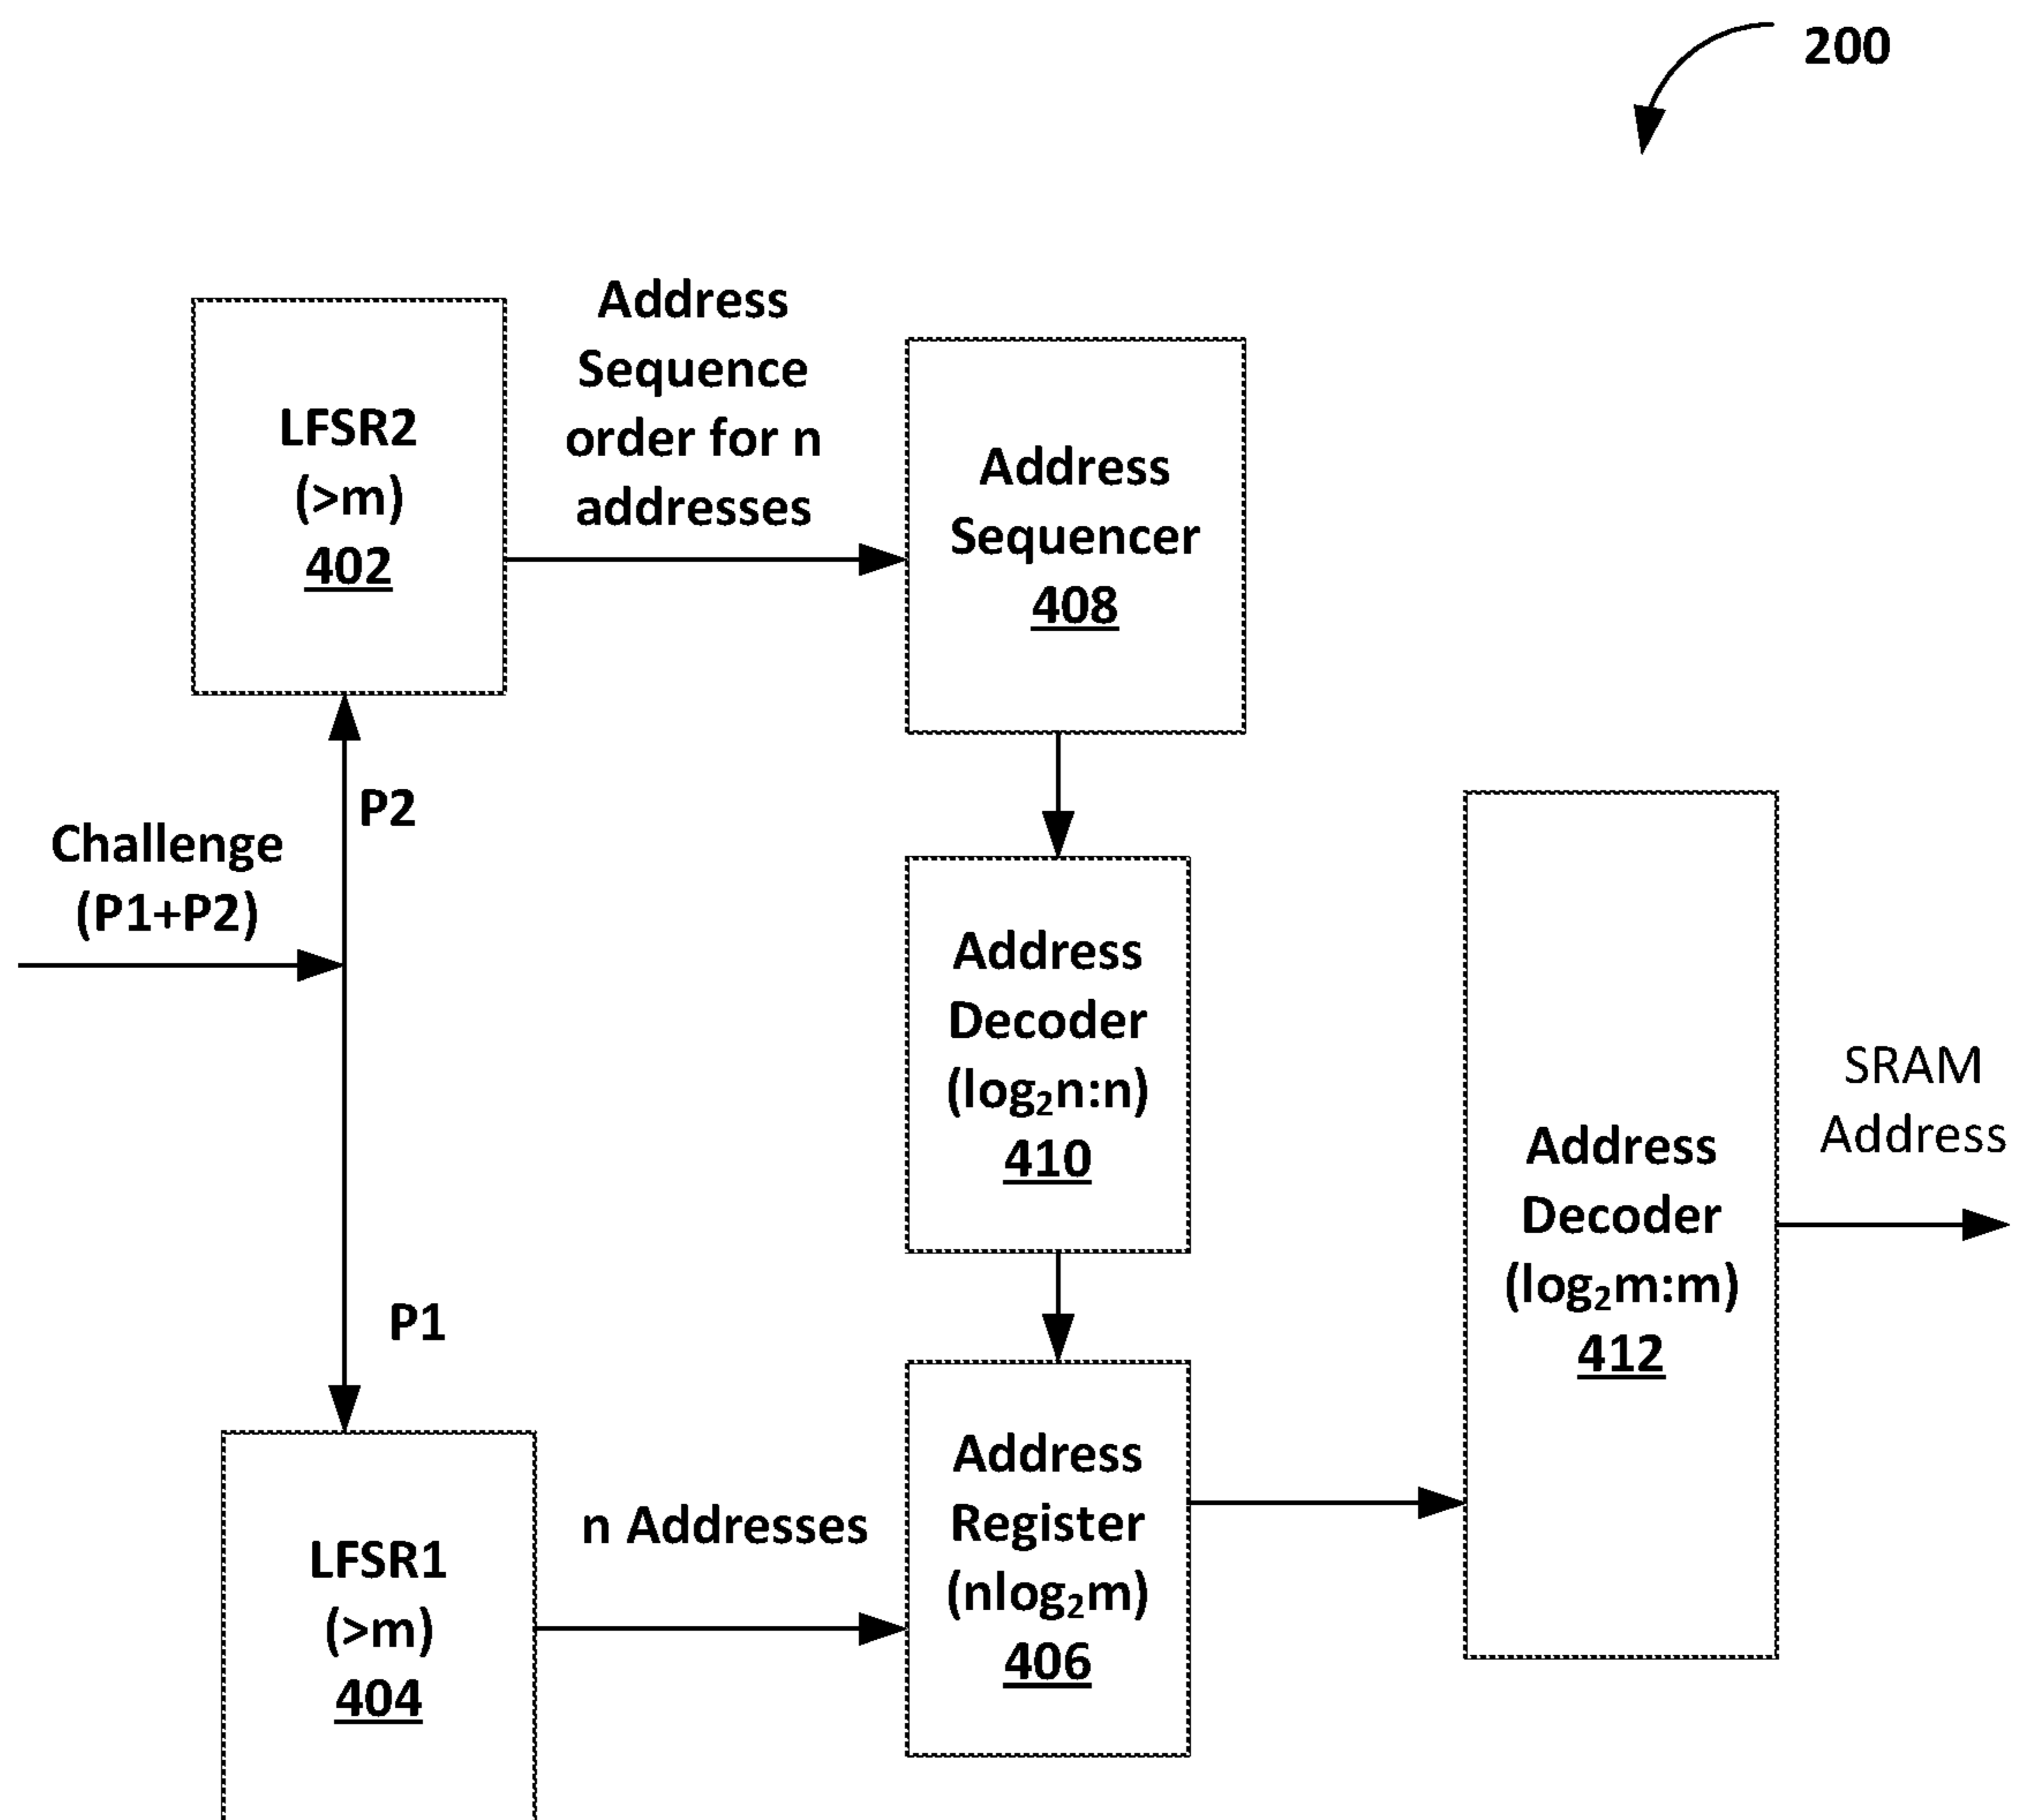 200
Address
Sequence
order for n
addresses
LFSR2
(>m)
402
Address
Sequencer
408
P2
Challenge
(P1+P2)
Address
Decoder
(log₂n:n)
410
SRAM
Address
Address
Decoder
(log₂m:m)
412
P1
n Addresses
Address
Register
(nlog₂m)
406
LFSR1
(>m)
404